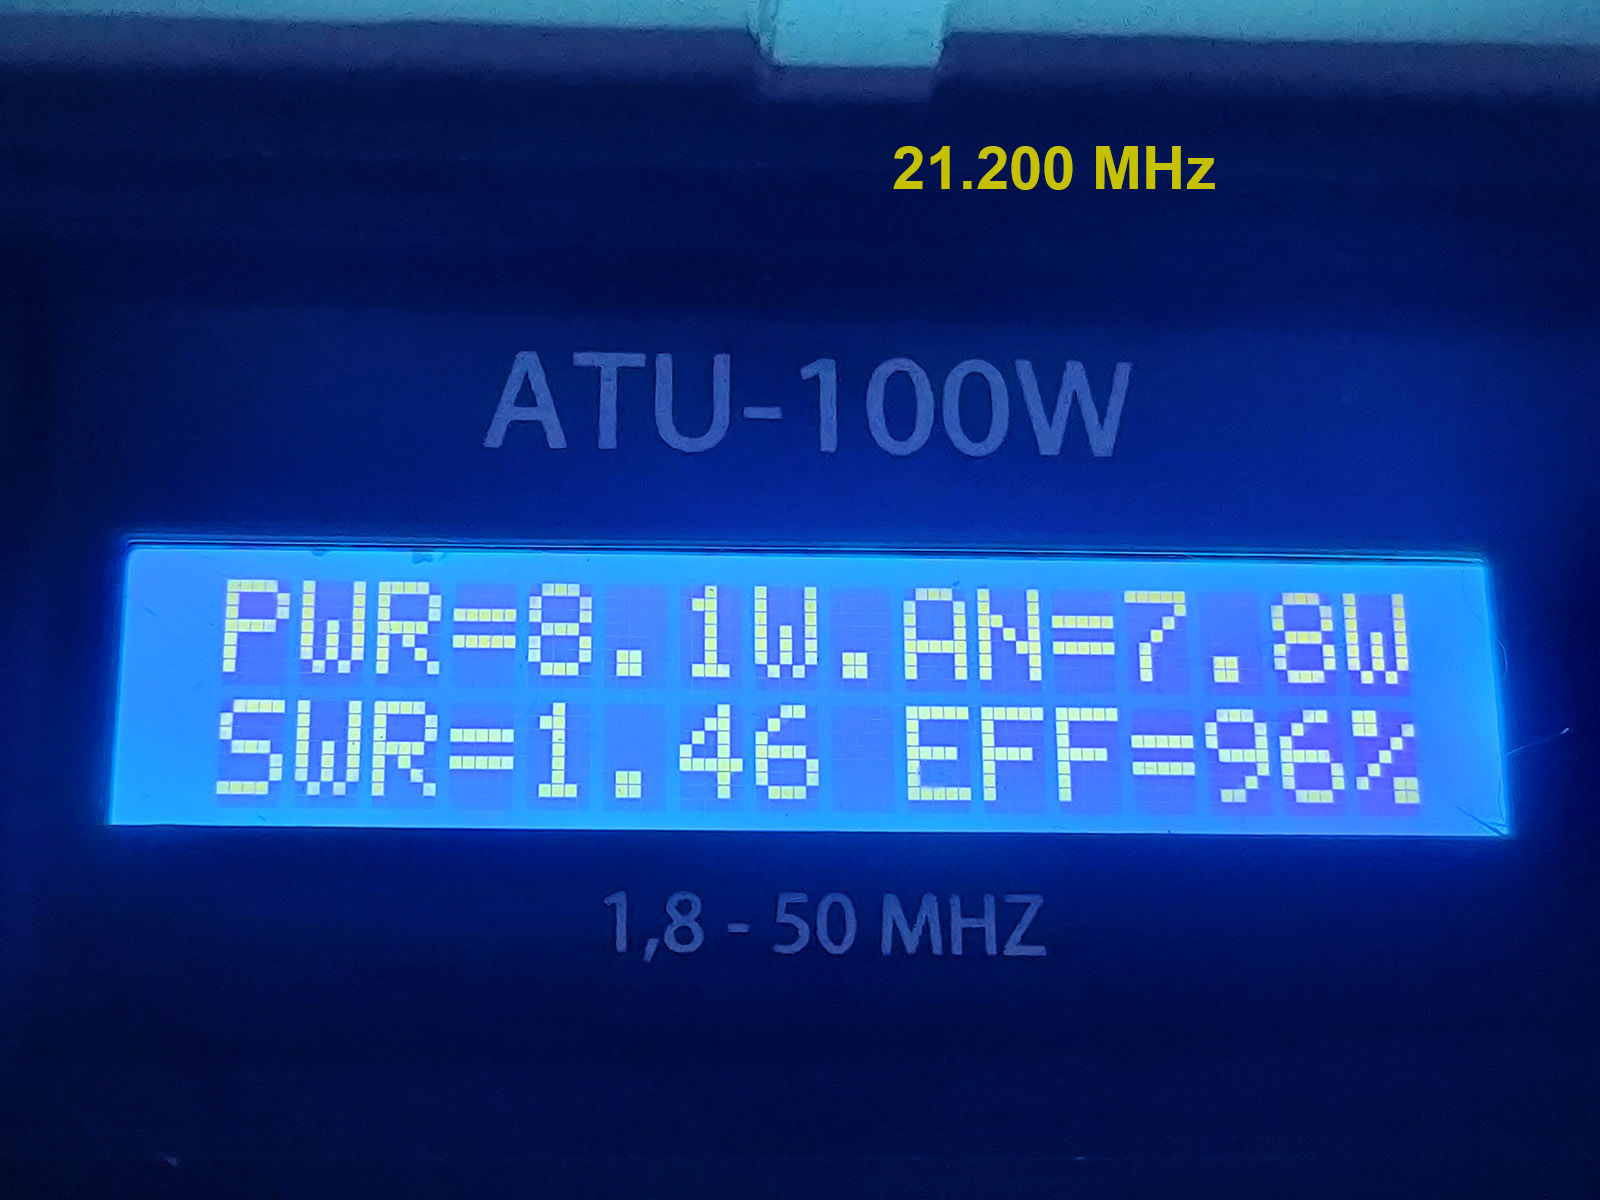 21.200 MHz
ATU-100W
PWR=8.1W.AN=7.8W
SWR=1.46 EFF=96%
1,8 - 50 MHZ